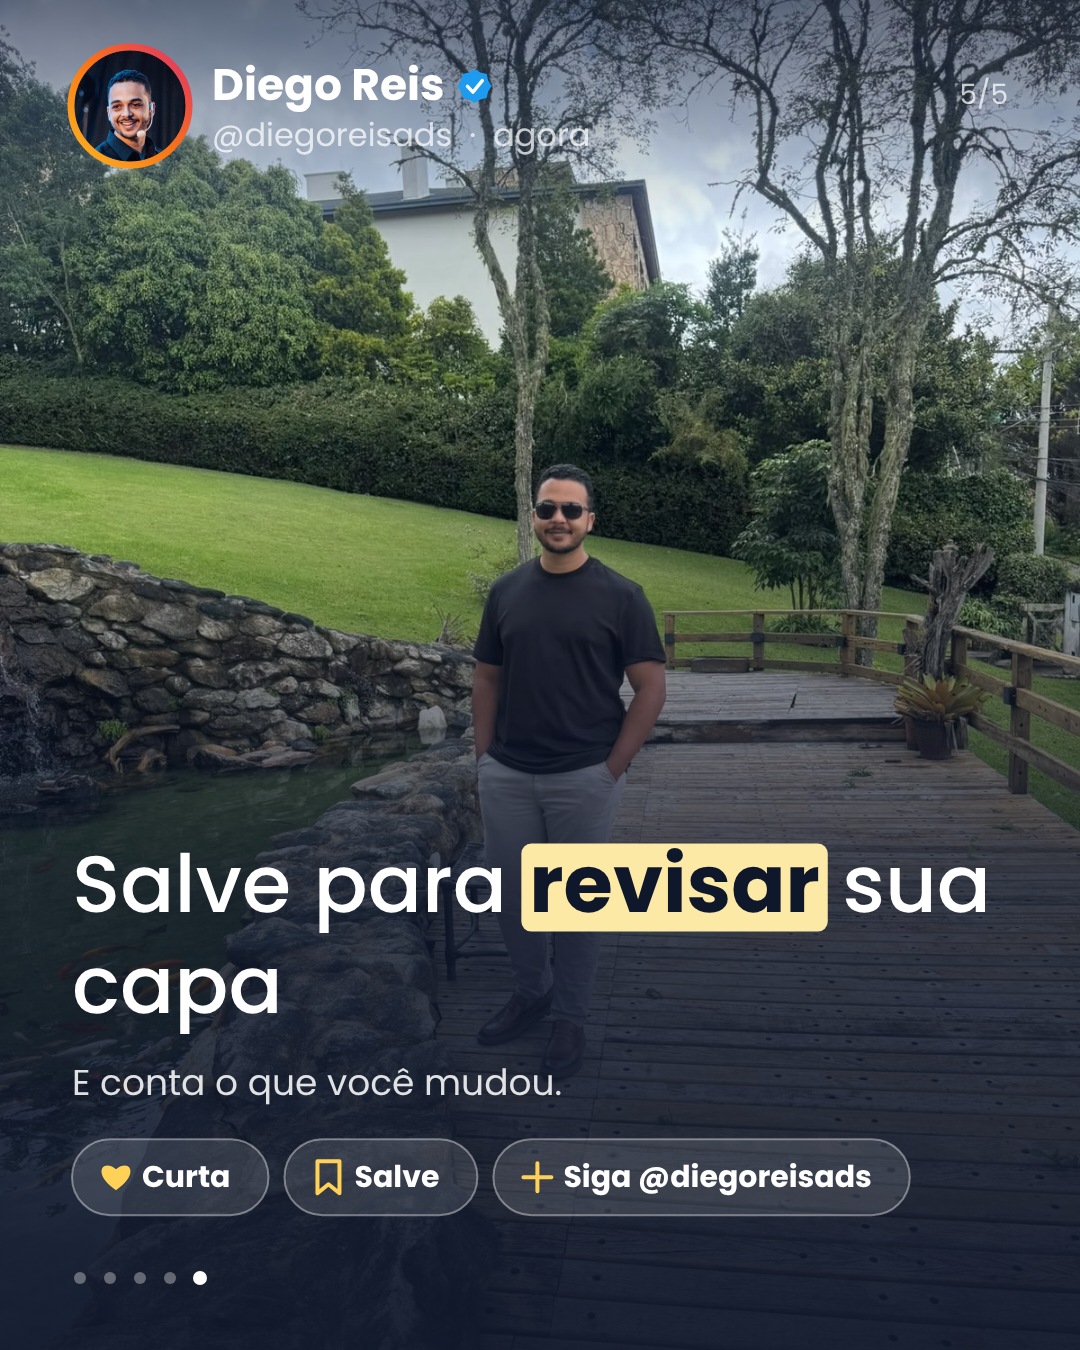 Diego Reis
@diegoreisads · agora
5/5
Salve para revisar sua
capa
E conta o que você mudou.
Curta
Salve
Siga @diegoreisads